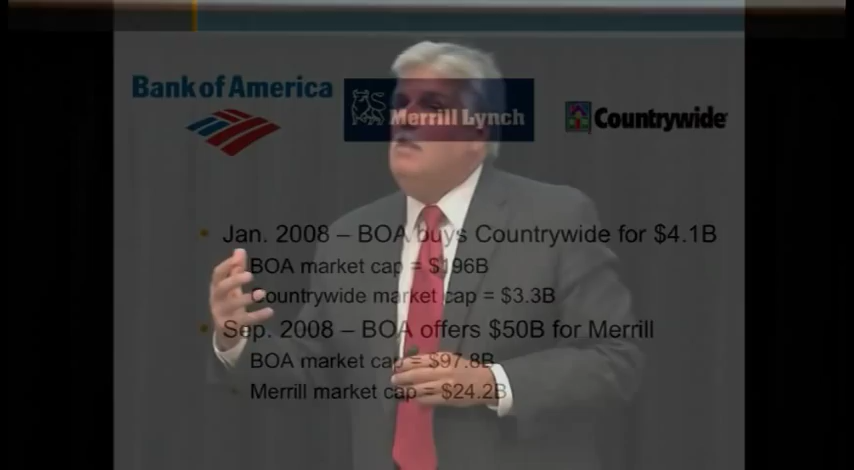 Bank of America
Merrill Lynch
Countrywide
Jan. 2008 – BOA buys Countrywide for $4.1B
BOA market cap = $196B
Countrywide market cap = $3.3B
Sep. 2008 – BOA offers $50B for Merrill
BOA market cap = $97.8B
Merrill market cap = $24.2B